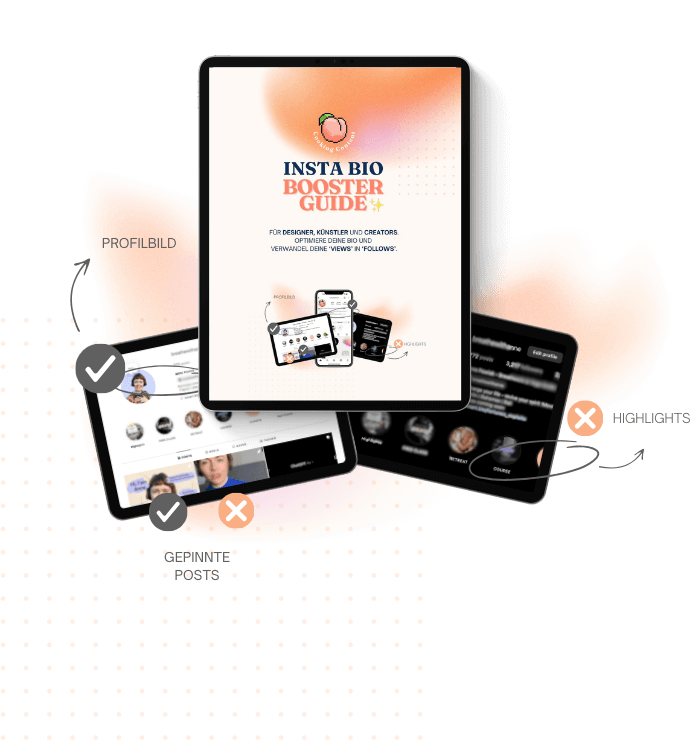 Cooking Content
INSTA BIO
BOOSTER
GUIDE
FÜR DESIGNER, KÜNSTLER UND CREATORS.
OPTIMIERE DEINE BIO UND
VERWANDEL DEINE "VIEWS" IN "FOLLOWS".
PROFILBILD
HIGHLIGHTS
PROFILBILD
Edit profile
HIGHLIGHTS
Highlights
RETREAT
COURSE
GEPINNTE
POSTS